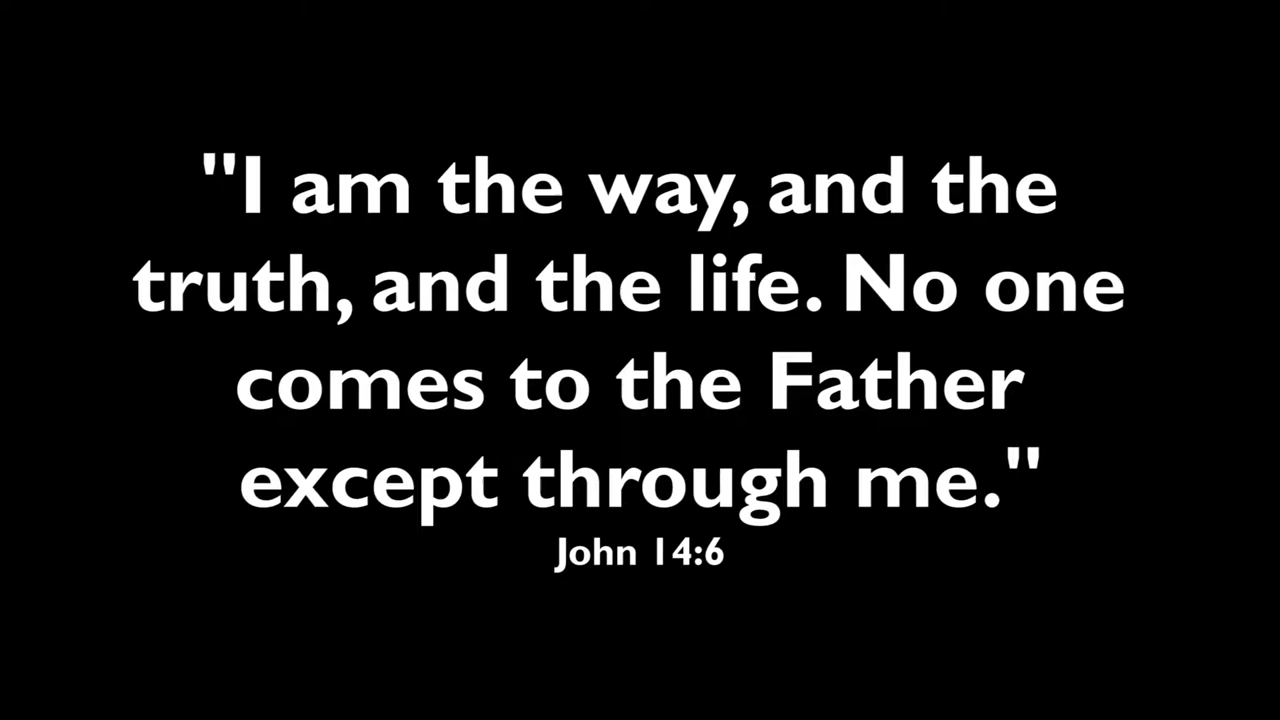 "I am the way, and the
truth, and the life. No one
comes to the Father
except through me."
John 14:6